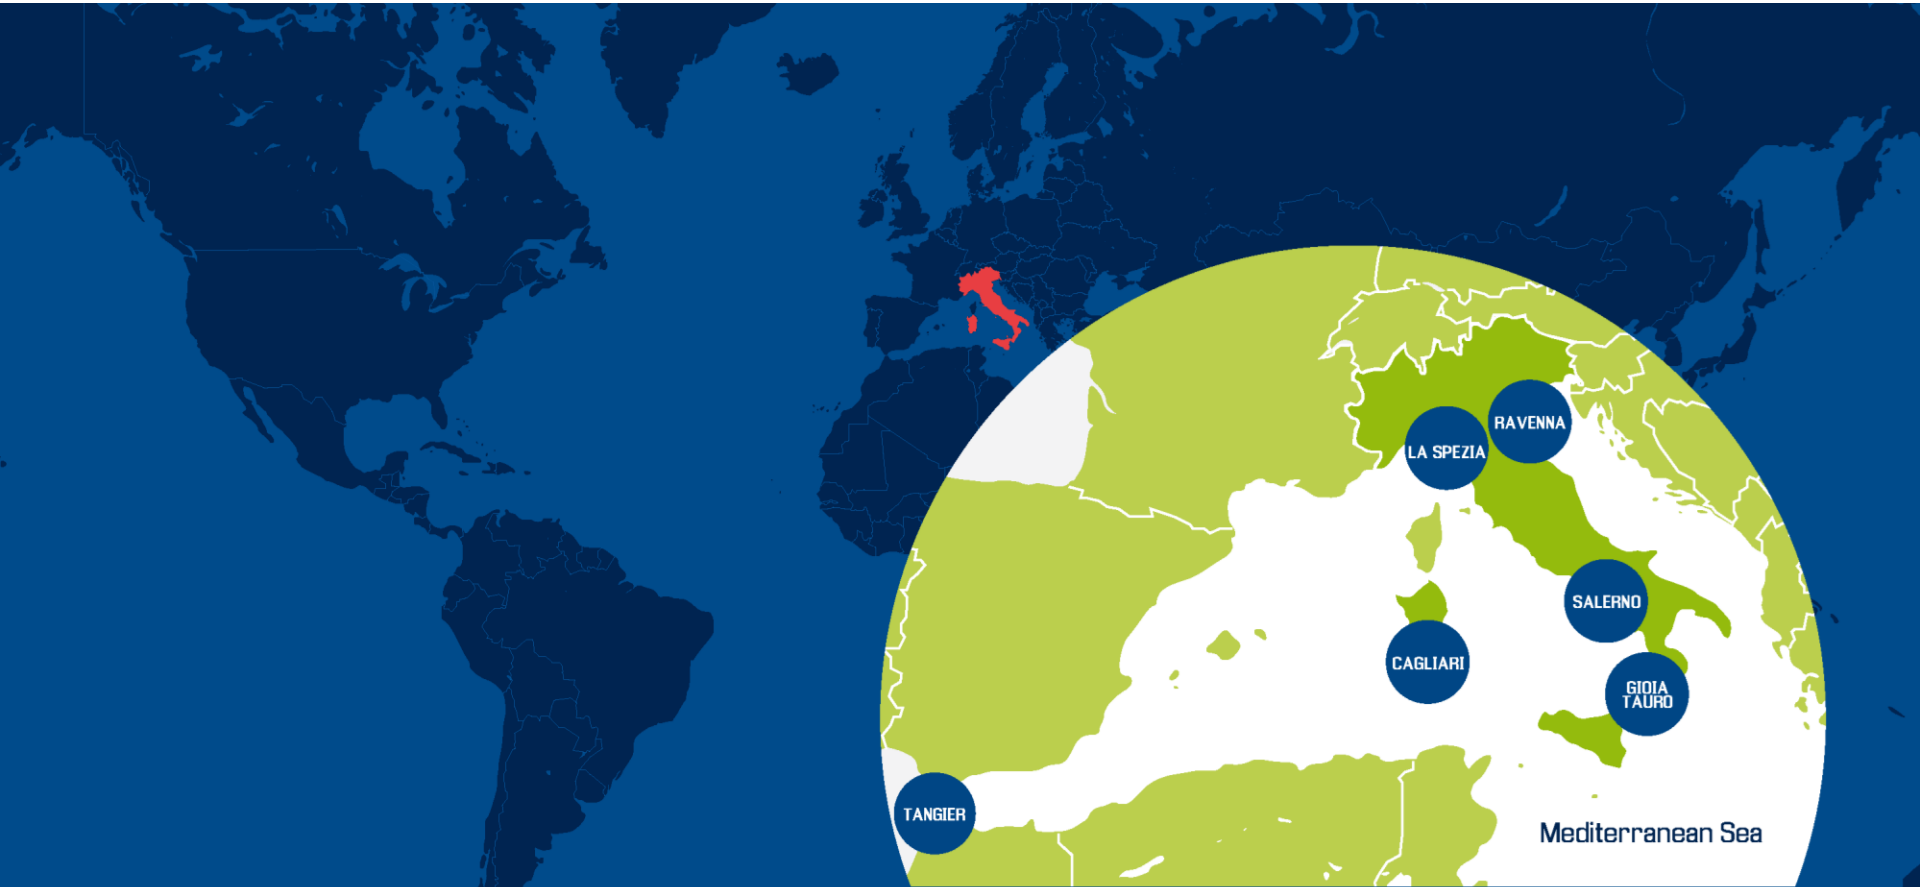 RAVENNA
LA SPEZIA
SALERNO
CAGLIARI
GIOIA
TAURO
TANGIER
Mediterranean Sea